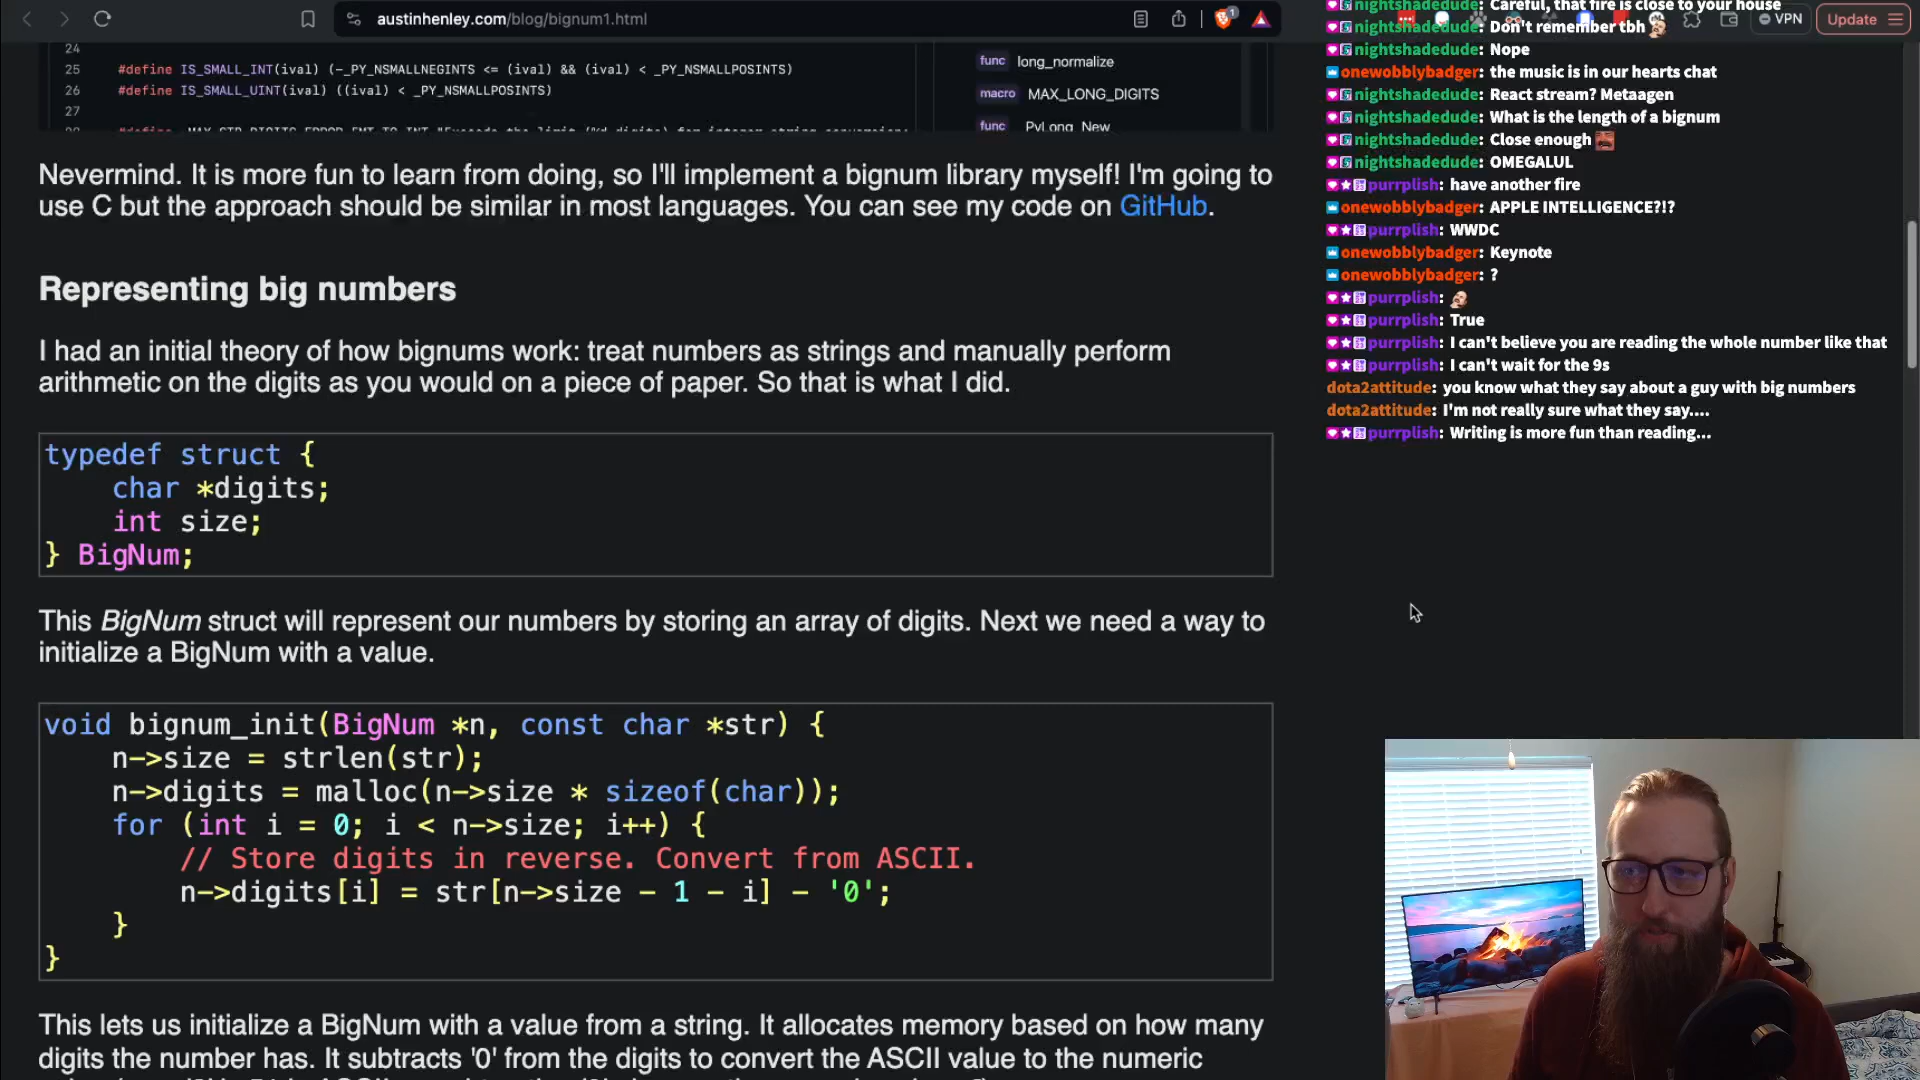 austinhenley.com/blog/bignum1.html
VPN
Update
24
25 #define IS_SMALL_INT(ival) (-_PY_NSMALLNEGINTS <= (ival) && (ival) < _PY_NSMALLPOSINTS)
26 #define IS_SMALL_UINT(ival) ((ival) < _PY_NSMALLPOSINTS)
27
func long_normalize
macro MAX_LONG_DIGITS
func PyLong_New
Nevermind. It is more fun to learn from doing, so I'll implement a bignum library myself! I'm going to
use C but the approach should be similar in most languages. You can see my code on GitHub.
Representing big numbers
I had an initial theory of how bignums work: treat numbers as strings and manually perform
arithmetic on the digits as you would on a piece of paper. So that is what I did.
typedef struct {
char *digits;
int size;
} BigNum;
This BigNum struct will represent our numbers by storing an array of digits. Next we need a way to
initialize a BigNum with a value.
void bignum_init(BigNum *n, const char *str) {
n->size = strlen(str);
n->digits = malloc(n->size * sizeof(char));
for (int i = 0; i < n->size; i++) {
// Store digits in reverse. Convert from ASCII.
n->digits[i] = str[n->size - 1 - i] - '0';
}
}
This lets us initialize a BigNum with a value from a string. It allocates memory based on how many
digits the number has. It subtracts '0' from the digits to convert the ASCII value to the numeric
nightshadedude: Careful, that fire is close to your house
nightshadedude: Don't remember tbh
nightshadedude: Nope
onewobblybadger: the music is in our hearts chat
nightshadedude: React stream? Metaagen
nightshadedude: What is the length of a bignum
nightshadedude: Close enough
nightshadedude: OMEGALUL
purrplish: have another fire
onewobblybadger: APPLE INTELLIGENCE?!?
purrplish: WWDC
onewobblybadger: Keynote
onewobblybadger: ?
purrplish:
purrplish: True
purrplish: I can't believe you are reading the whole number like that
purrplish: I can't wait for the 9s
dota2attitude: you know what they say about a guy with big numbers
dota2attitude: I'm not really sure what they say....
purrplish: Writing is more fun than reading...